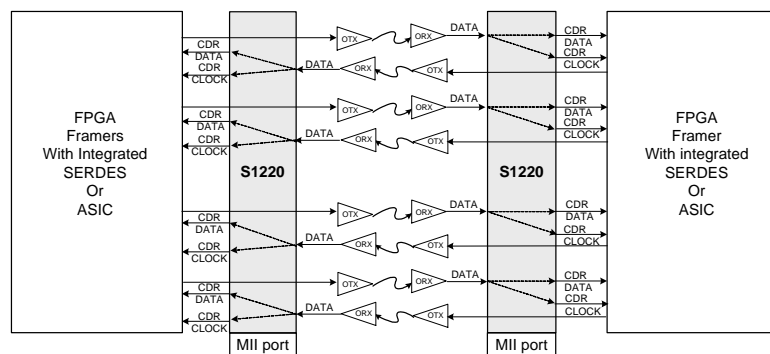 FPGA
Framers
With Integrated
SERDES
Or
ASIC
CDR
DATA
CDR
CLOCK
CDR
DATA
CDR
CLOCK
CDR
DATA
CDR
CLOCK
CDR
DATA
CDR
CLOCK
S1220
MII port
OTX
ORX
DATA
DATA
ORX
OTX
OTX
ORX
DATA
DATA
ORX
OTX
OTX
ORX
DATA
DATA
ORX
OTX
OTX
ORX
DATA
DATA
ORX
OTX
S1220
MII port
CDR
DATA
CDR
CLOCK
CDR
DATA
CDR
CLOCK
CDR
DATA
CDR
CLOCK
CDR
DATA
CDR
CLOCK
FPGA
Framer
With integrated
SERDES
Or
ASIC